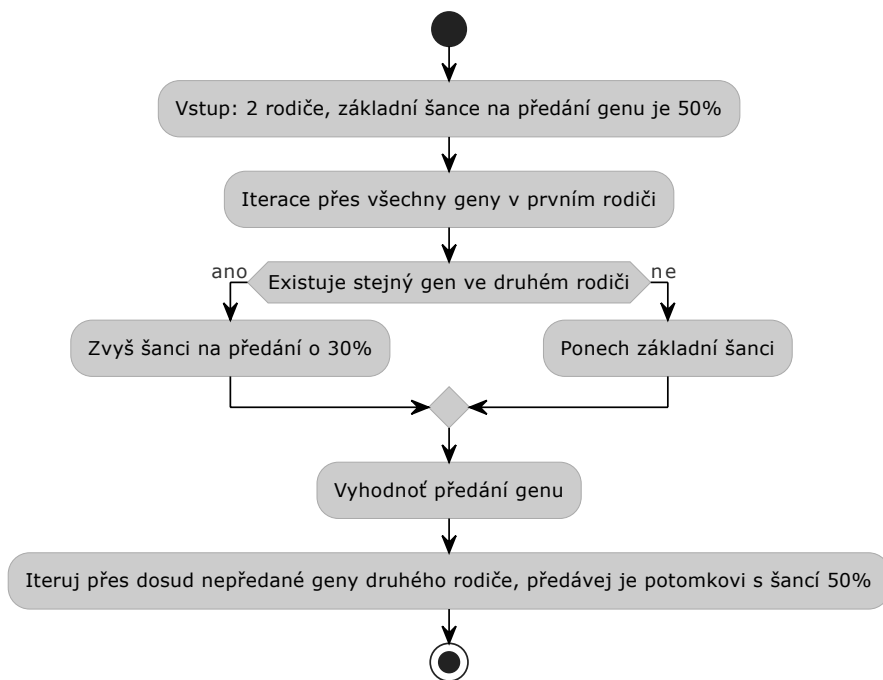 Vstup: 2 rodiče, základní šance na předání genu je 50%
Iterace přes všechny geny v prvním rodiči
ano
Existuje stejný gen ve druhém rodiči
ne
Zvyš šanci na předání o 30%
Ponech základní šanci
Vyhodnoť předání genu
Iteruj přes dosud nepředané geny druhého rodiče, předávej je potomkovi s šancí 50%